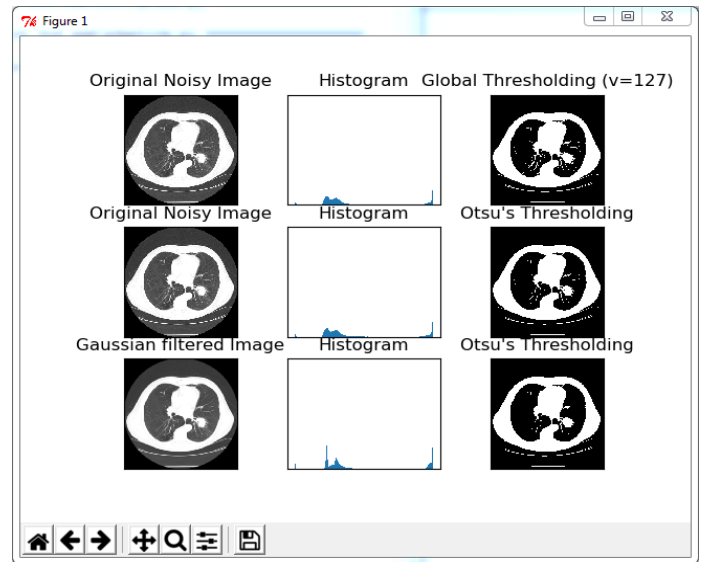 Figure 1
Original Noisy Image Histogram Global Thresholding (v=127)
Original Noisy Image Histogram Otsu's Thresholding
Gaussian filtered Image Histogram Otsu's Thresholding